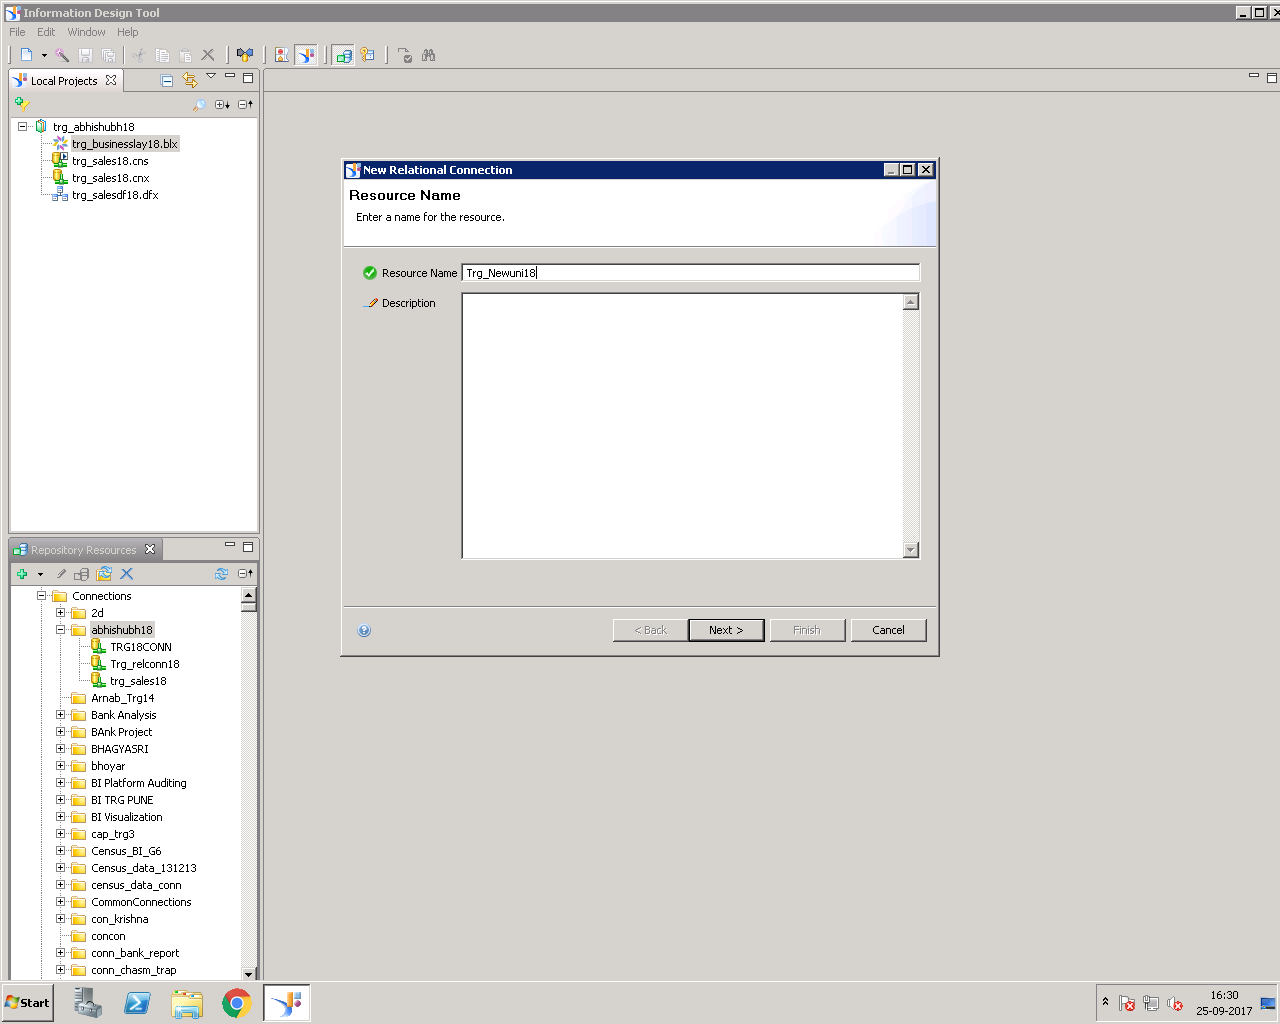 Information Design Tool
File Edit Window Help
Local Projects
trg_abhishubh18
trg_businesslay18.blx
trg_sales18.cns
trg_sales18.cnx
trg_salesdf18.dfx
New Relational Connection
Resource Name
Enter a name for the resource.
Resource Name Trg_Newuni18
Description
< Back Next > Finish Cancel
Repository Resources
Connections
2d
abhishubh18
TRG18CONN
Trg_relconn18
trg_sales18
Arnab_Trg14
Bank Analysis
BAnk Project
BHAGYASRI
bhoyar
BI Platform Auditing
BI TRG PUNE
BI Visualization
cap_trg3
Census_BI_G6
Census_data_131213
census_data_conn
CommonConnections
con_krishna
concon
conn_bank_report
conn_chasm_trap
Start
16:30
25-09-2017